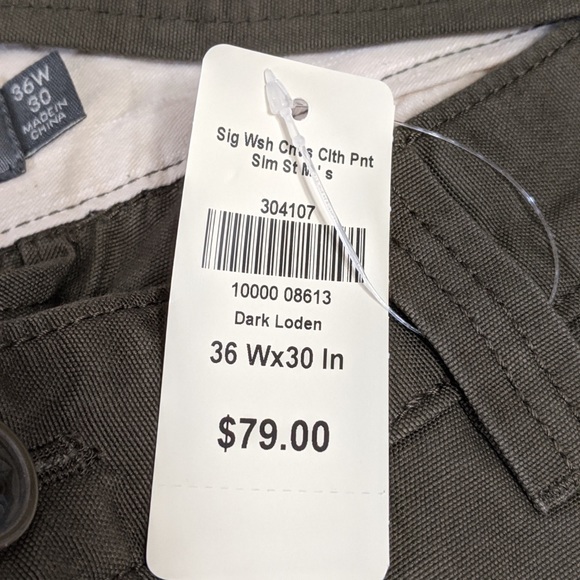 36W
30
MADE IN
CHINA
Sig Wsh Cnvs Clth Pnt
Slm St M's
304107
10000 08613
Dark Loden
36 Wx30 In
$79.00